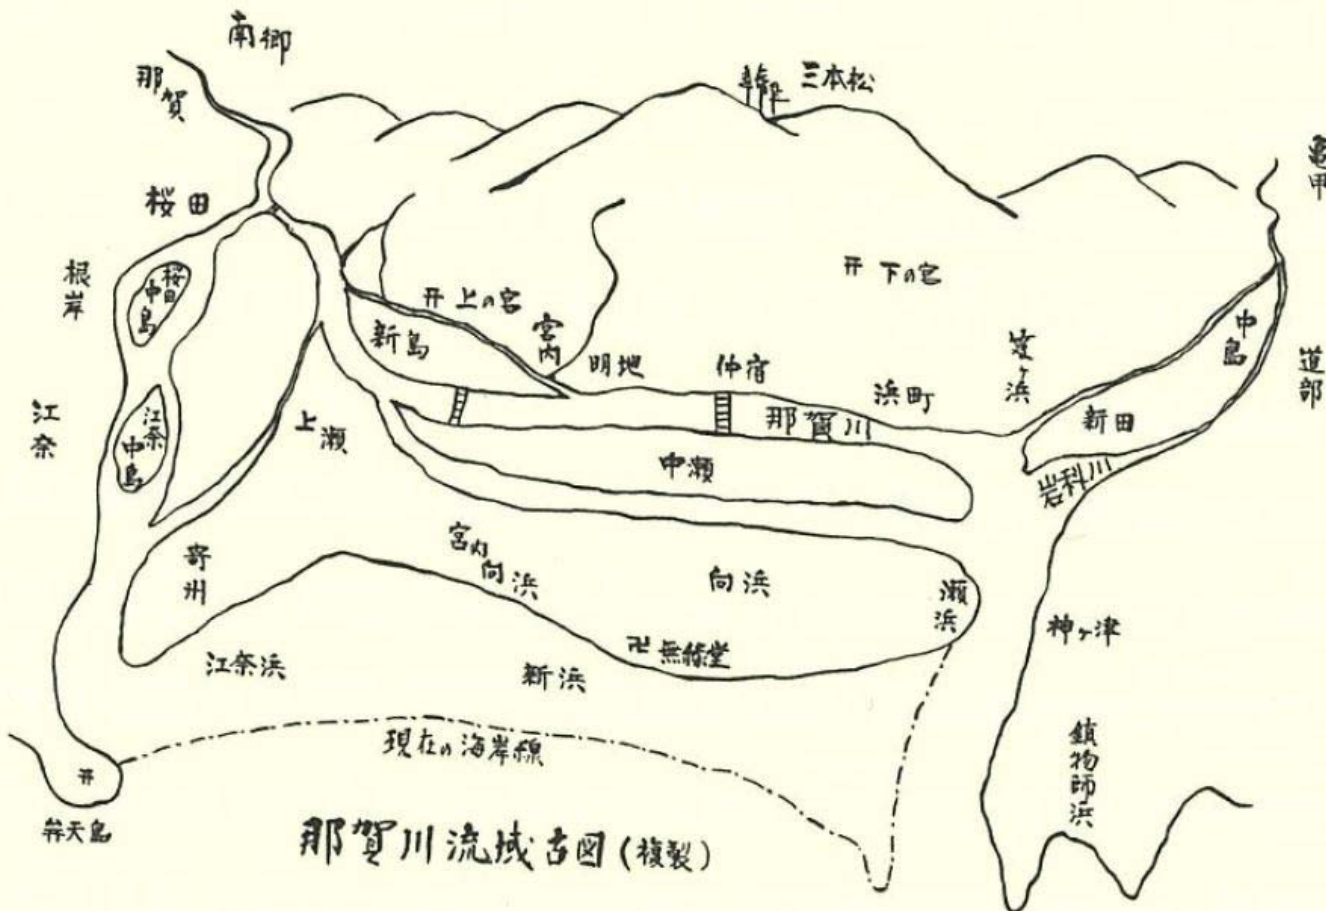 南郷
那賀
三本松
亀甲
桜田
根岸
桜田
中島
上の宮
下の宮
新島
宮内
明地
仲宿
浜町
窪ヶ浜
中島
新田
道部
江奈
江奈
中島
上瀬
那賀川
中瀬
岩科川
寄州
宮内
向浜
向浜
瀬浜
神ヶ津
江奈浜
新浜
卍 無縁堂
現在の海岸線
鋳物師浜
弁天島
那賀川流域古図(複製)